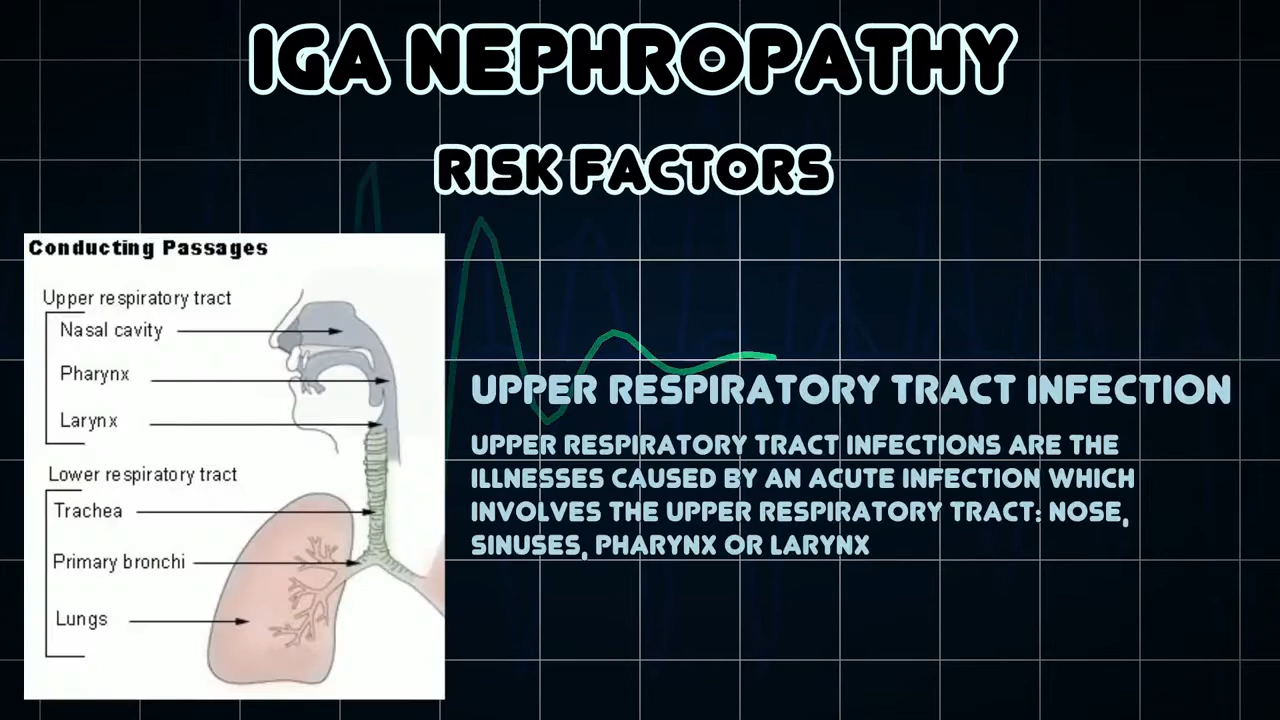 IGA NEPHROPATHY
RISK FACTORS
Conducting Passages
Upper respiratory tract
Nasal cavity
Pharynx
Larynx
Lower respiratory tract
Trachea
Primary bronchi
Lungs
UPPER RESPIRATORY TRACT INFECTION
UPPER RESPIRATORY TRACT INFECTIONS ARE THE
ILLNESSES CAUSED BY AN ACUTE INFECTION WHICH
INVOLVES THE UPPER RESPIRATORY TRACT: NOSE,
SINUSES, PHARYNX OR LARYNX